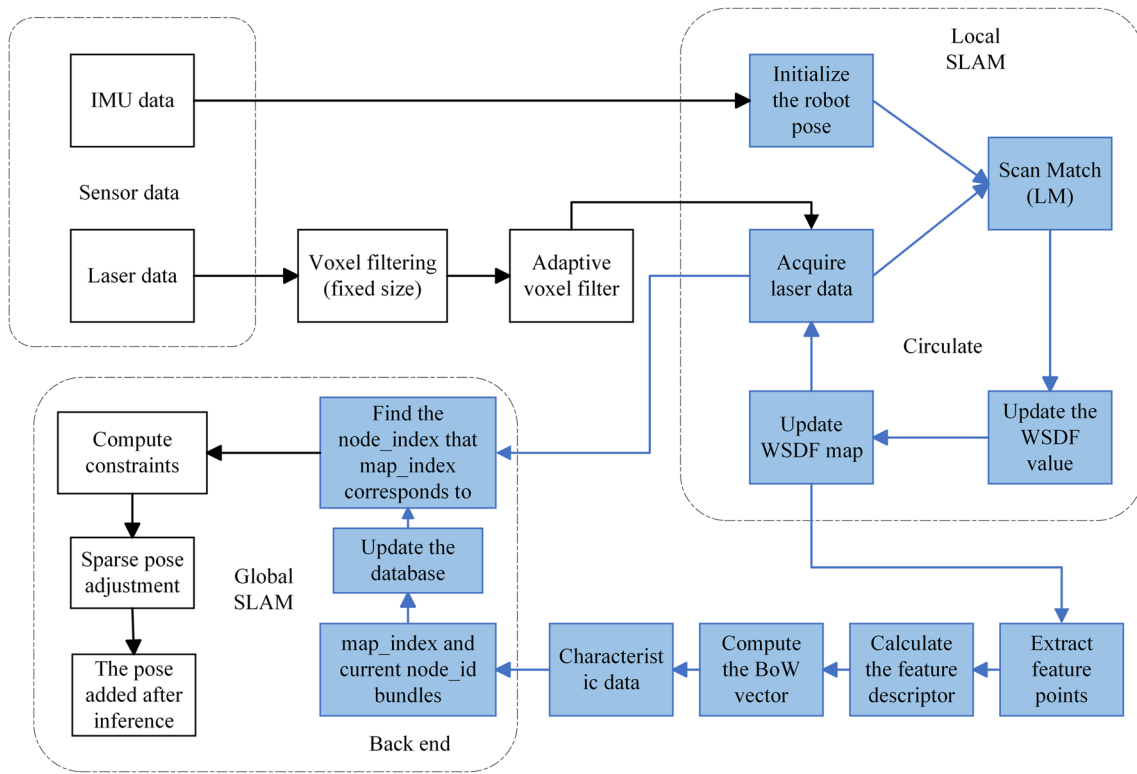 Local
SLAM
IMU data
Initialize
the robot
pose
Scan Match
(LM)
Sensor data
Laser data
Voxel filtering
(fixed size)
Adaptive
voxel filter
Acquire
laser data
Circulate
Update
WSDF map
Update the
WSDF
value
Find the
node_index that
map_index
corresponds to
Compute
constraints
Sparse pose
adjustment
Global
SLAM
Update the
database
The pose
added after
inference
map_index and
current node_id
bundles
Characterist
ic data
Compute
the BoW
vector
Calculate
the feature
descriptor
Extract
feature
points
Back end